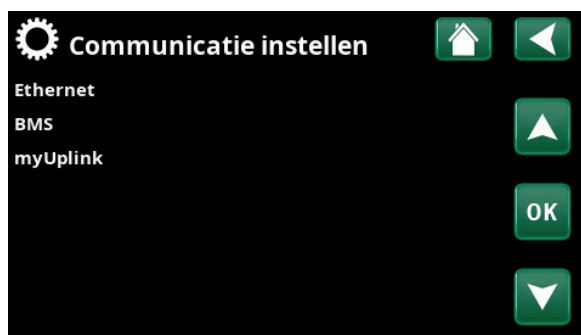 Communicatie instellen
Ethernet
BMS
myUplink
OK